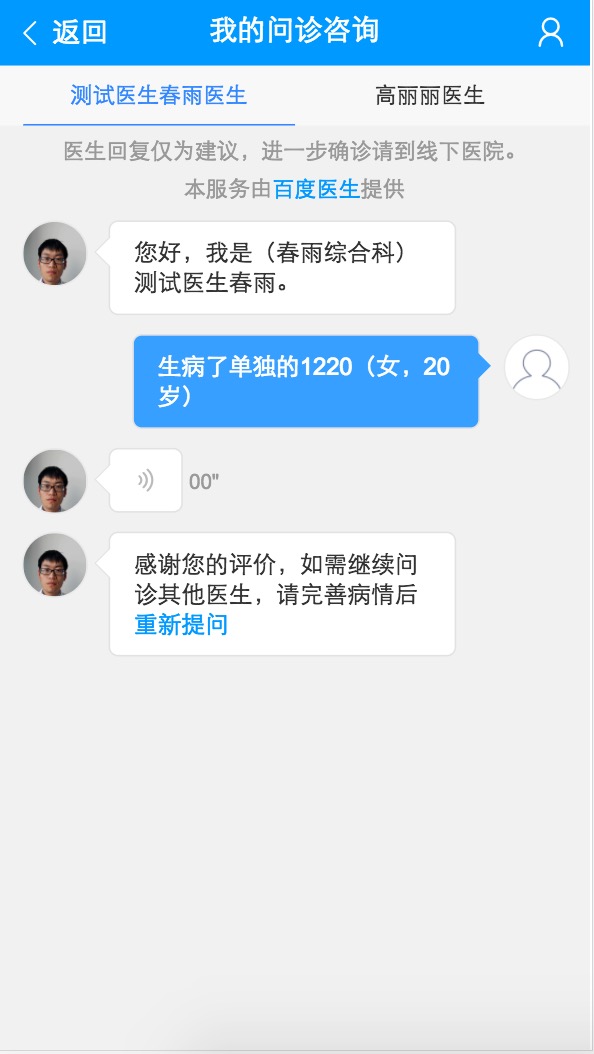 返回
我的问诊咨询
测试医生春雨医生
高丽丽医生
医生回复仅为建议，进一步确诊请到线下医院。
本服务由百度医生提供
您好，我是（春雨综合科）
测试医生春雨。
生病了单独的1220（女，20
岁）
00"
感谢您的评价，如需继续问
诊其他医生，请完善病情后
重新提问